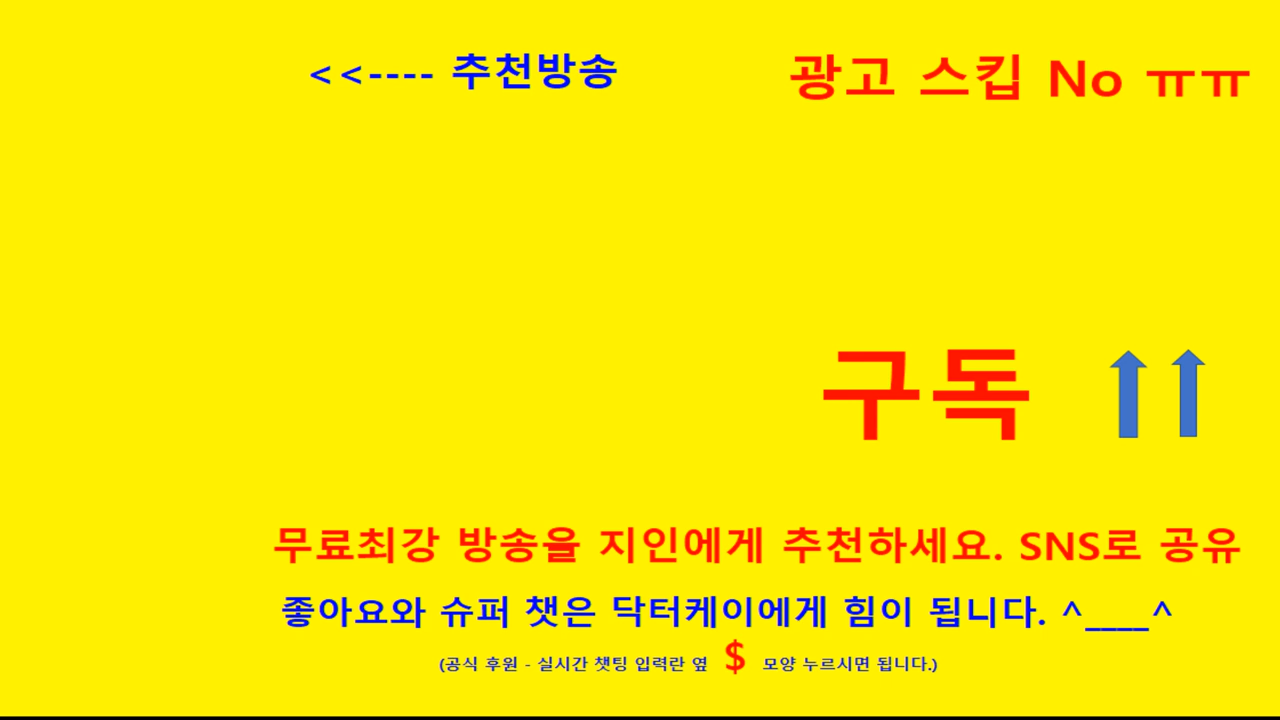 <<---- 추천방송
광고 스킵 No ㅠㅠ
구독
무료최강 방송을 지인에게 추천하세요. SNS로 공유
좋아요와 슈퍼 챗은 닥터케이에게 힘이 됩니다. ^____^
(공식 후원 - 실시간 챗팅 입력란 옆 $ 모양 누르시면 됩니다.)